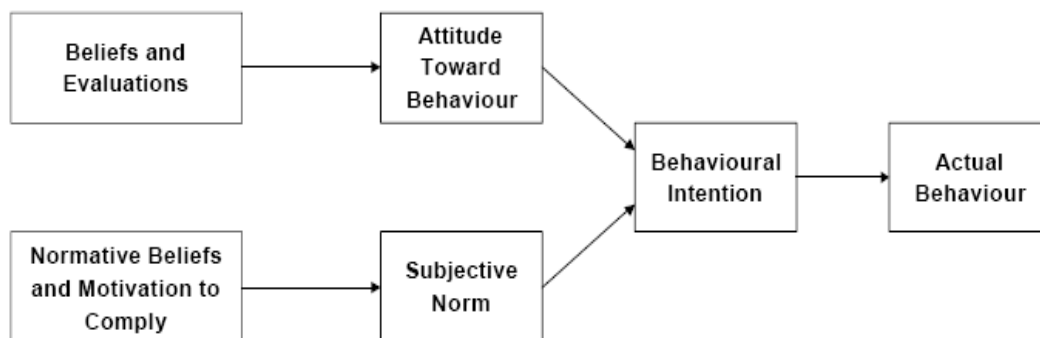 Beliefs and
Evaluations
Attitude
Toward
Behaviour
Behavioural
Intention
Actual
Behaviour
Normative Beliefs
and Motivation to
Comply
Subjective
Norm